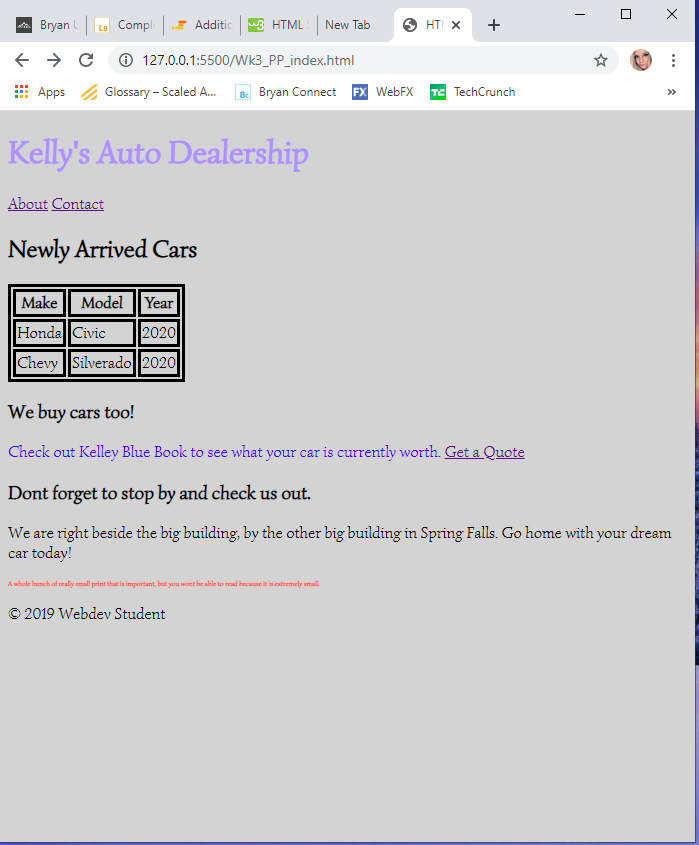 Bryan U
Compl
Additic
HTML
New Tab
HTI
127.0.0.1:5500/Wk3_PP_index.html
Apps
Glossary – Scaled A...
Bc
Bryan Connect
FX
WebFX
TC
TechCrunch
»
Kelly's Auto Dealership
About Contact
Newly Arrived Cars
Make Model Year
Honda Civic 2020
Chevy Silverado 2020
We buy cars too!
Check out Kelley Blue Book to see what your car is currently worth. Get a Quote
Dont forget to stop by and check us out.
We are right beside the big building, by the other big building in Spring Falls. Go home with your dream
car today!
A whole bunch of really small print that is important, but you wont be able to read because it is extremely small.
© 2019 Webdev Student